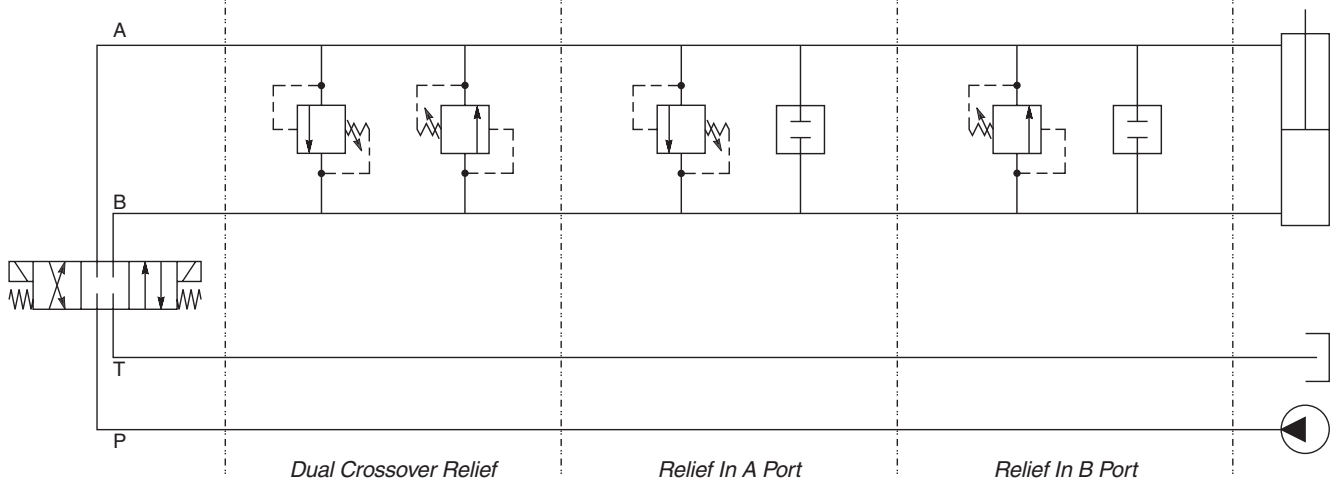 A
B
T
P
Dual Crossover Relief
Relief In A Port
Relief In B Port